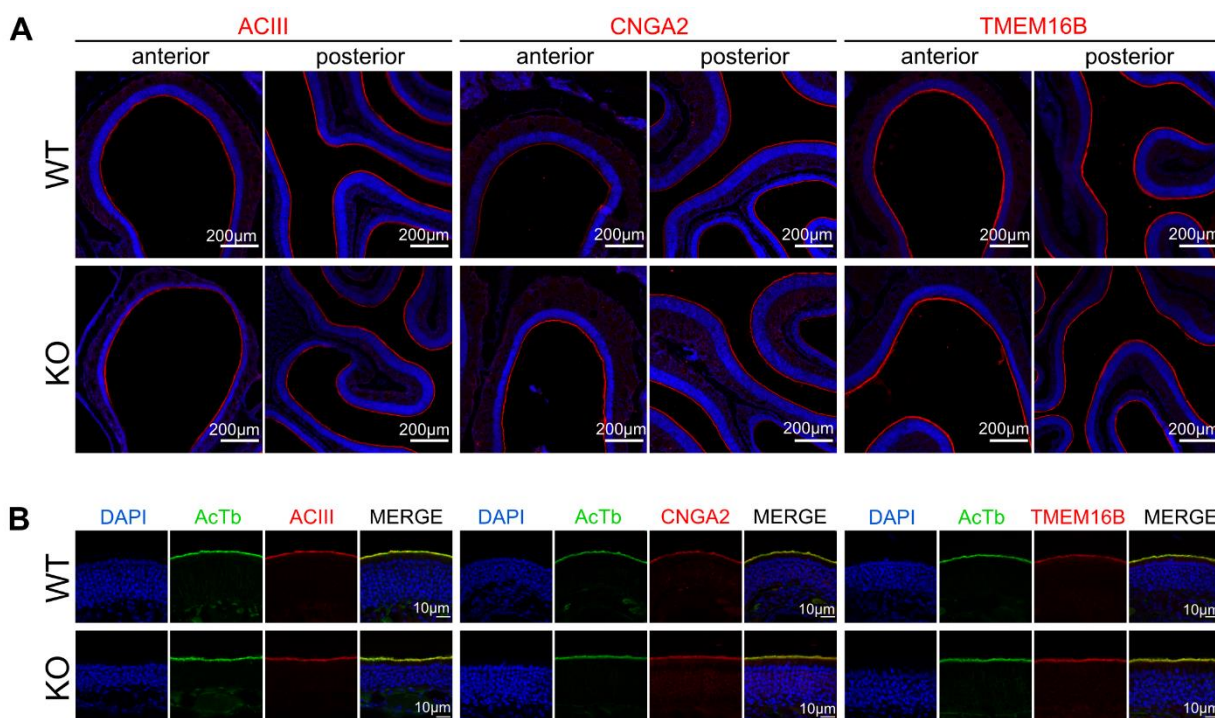 A
ACIII CNGA2 TMEM16B
anterior posterior anterior posterior anterior posterior
WT
200µm 200µm 200µm 200µm 200µm 200µm
KO
200µm 200µm 200µm 200µm 200µm 200µm
B
DAPI AcTb ACIII MERGE DAPI AcTb CNGA2 MERGE DAPI AcTb TMEM16B MERGE
WT
10µm 10µm 10µm
KO
10µm 10µm 10µm